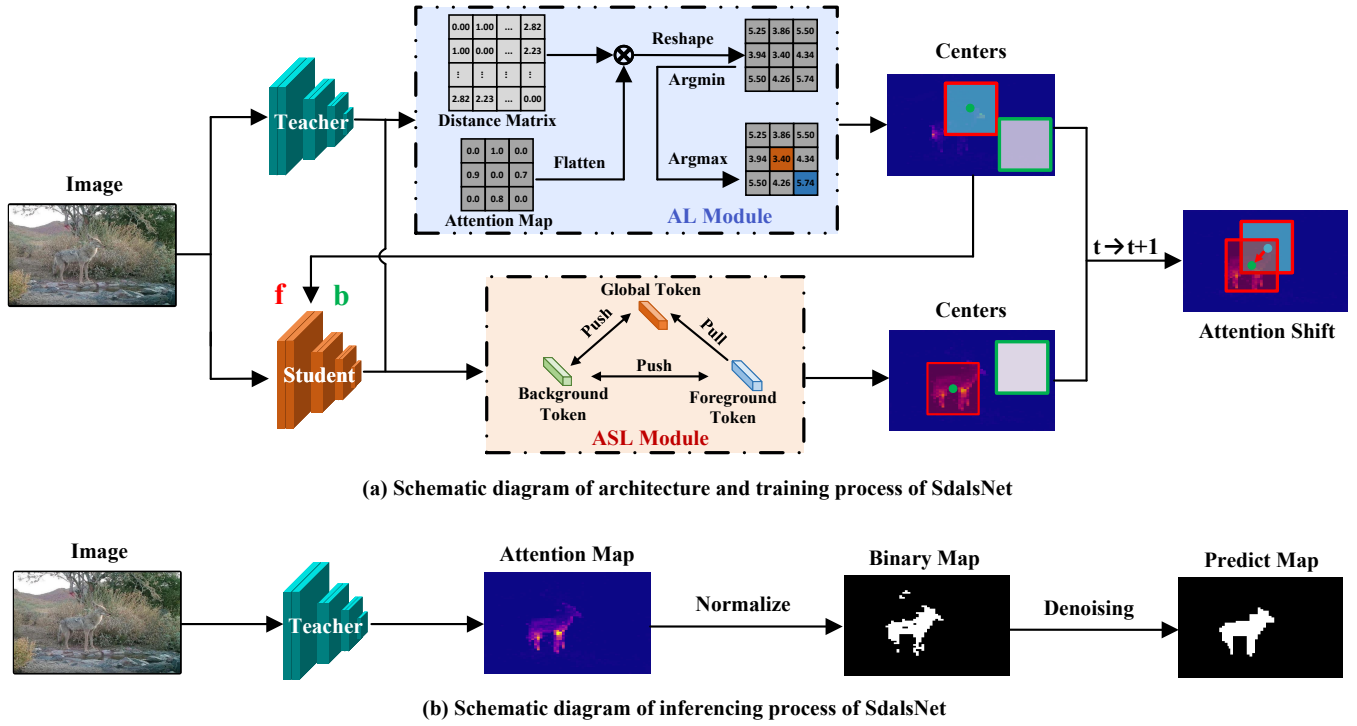 Image
Teacher
0.00 1.00 ... 2.82
1.00 0.00 ... 2.23
⋮ ⋮ ⋮ ⋮
2.82 2.23 ... 0.00
Distance Matrix
0.0 1.0 0.0
0.9 0.0 0.7
0.0 0.8 0.0
Attention Map
Flatten
Reshape
Argmin
Argmax
5.25 3.86 5.50
3.94 3.40 4.34
5.50 4.26 5.74
5.25 3.86 5.50
3.94 3.40 4.34
5.50 4.26 5.74
AL Module
Centers
f b
Student
Global Token
Push
Pull
Push
Background
Token
Foreground
Token
ASL Module
Centers
t→t+1
Attention Shift
(a) Schematic diagram of architecture and training process of SdalsNet
Image
Teacher
Attention Map
Normalize
Binary Map
Denoising
Predict Map
(b) Schematic diagram of inferencing process of SdalsNet